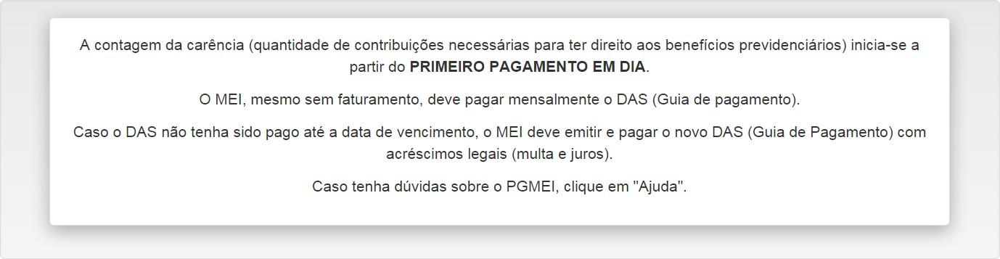 A contagem da carência (quantidade de contribuições necessárias para ter direito aos benefícios previdenciários) inicia-se a
partir do PRIMEIRO PAGAMENTO EM DIA.
O MEI, mesmo sem faturamento, deve pagar mensalmente o DAS (Guia de pagamento).
Caso o DAS não tenha sido pago até a data de vencimento, o MEI deve emitir e pagar o novo DAS (Guia de Pagamento) com
acréscimos legais (multa e juros).
Caso tenha dúvidas sobre o PGMEI, clique em "Ajuda".